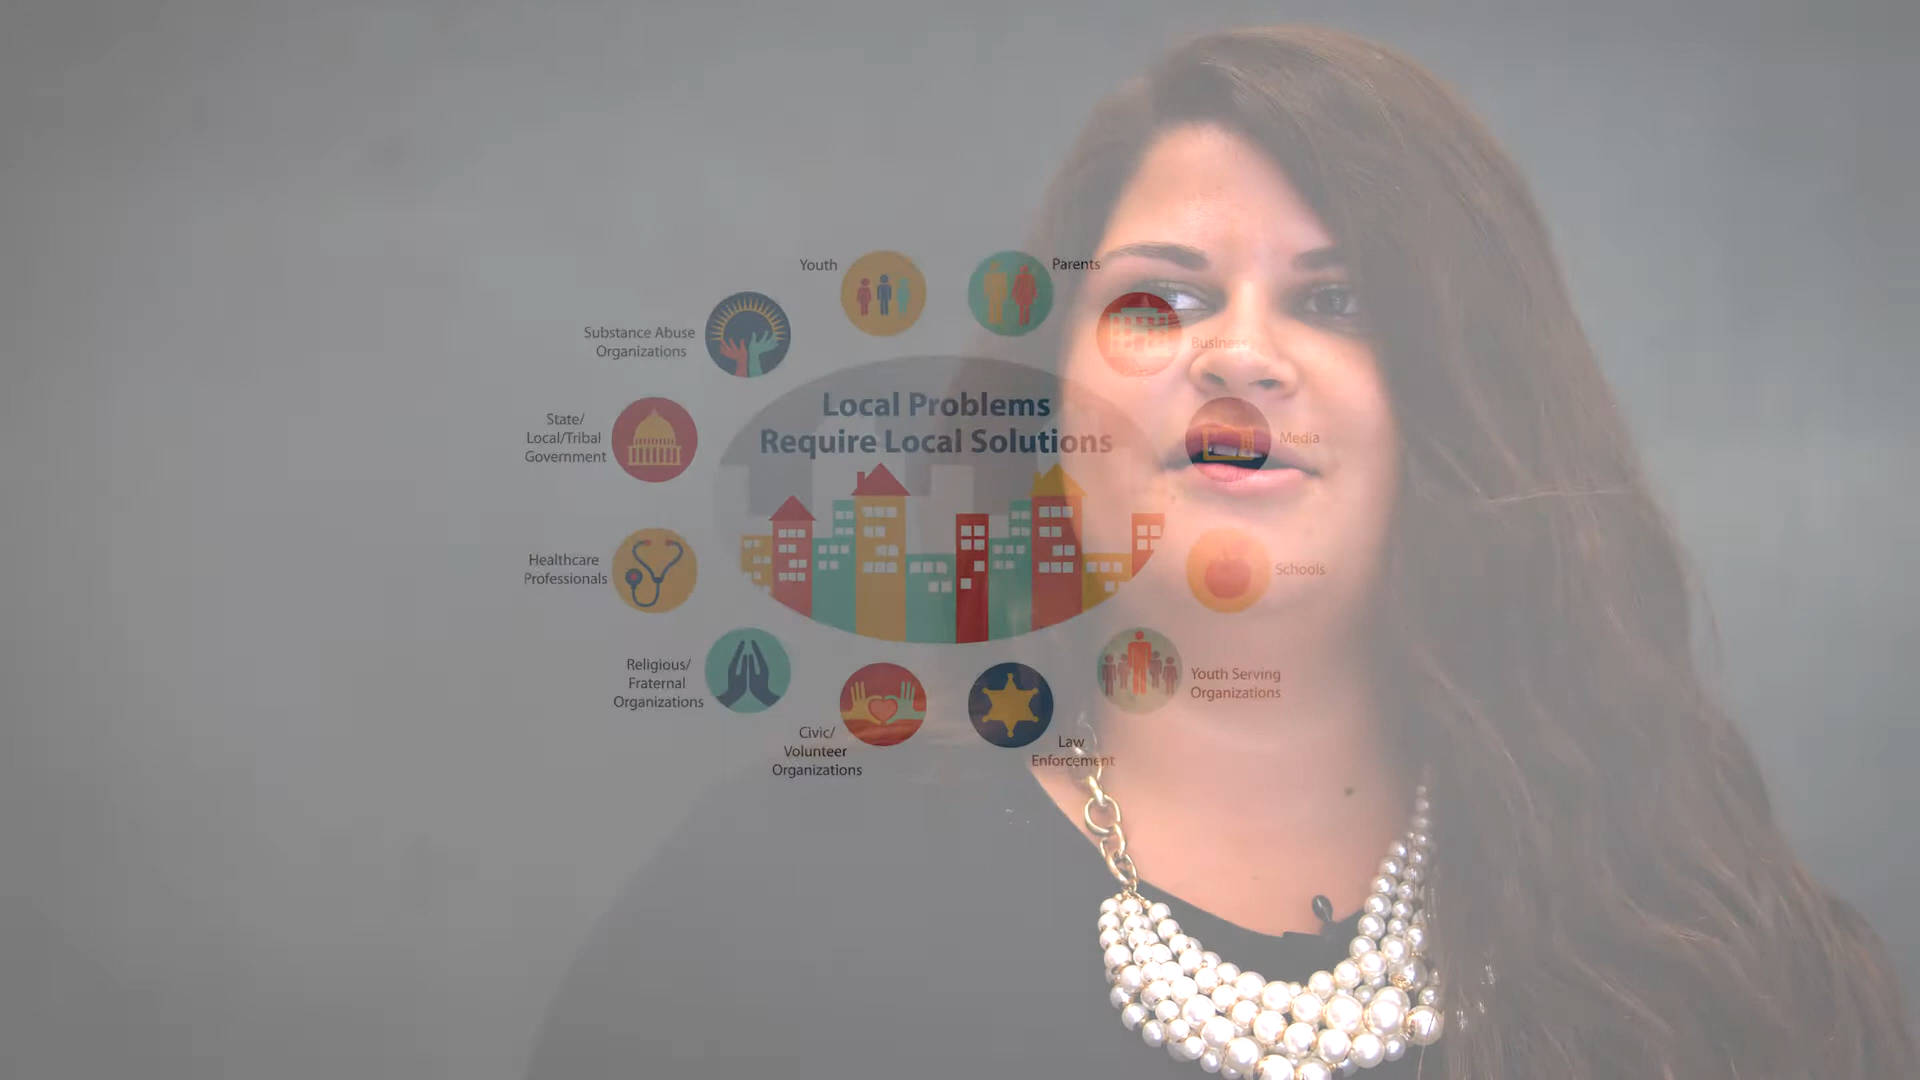 Youth
Parents
Substance Abuse
Organizations
Business
Local Problems
Require Local Solutions
State/
Local/Tribal
Government
Media
Healthcare
Professionals
Schools
Religious/
Fraternal
Organizations
Youth Serving
Organizations
Civic/
Volunteer
Organizations
Law
Enforcement